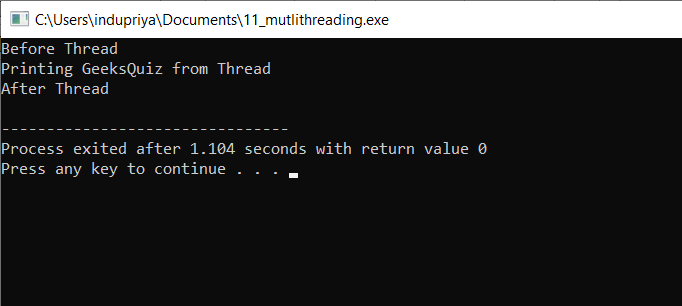 C:\Users\indupriya\Documents\11_mutlithreading.exe
Before Thread
Printing GeeksQuiz from Thread
After Thread
--------------------------------
Process exited after 1.104 seconds with return value 0
Press any key to continue . . .